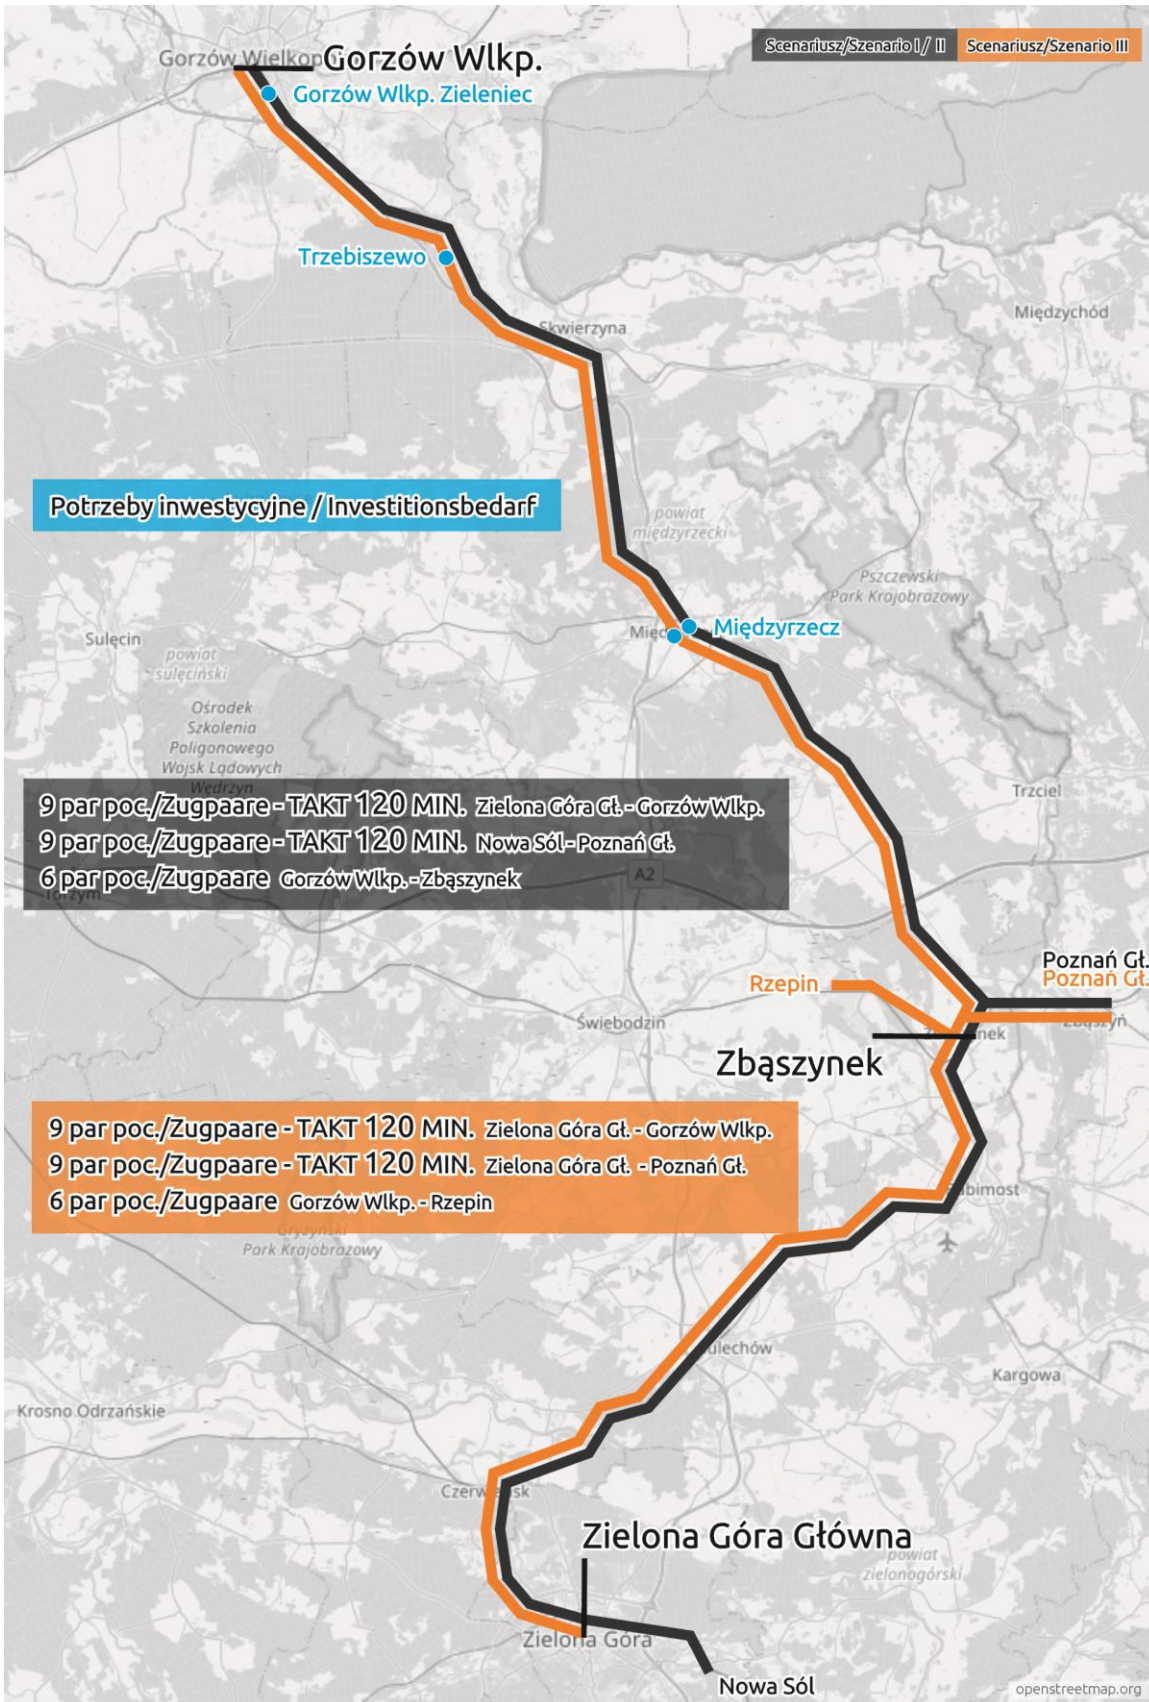 Scenariusz/Szenario I / II
Scenariusz/Szenario III
Gorzów Wielkop
Gorzów Wlkp.
Gorzów Wlkp. Zieleniec
Trzebiszewo
Międzychód
Skwierzyna
Potrzeby inwestycyjne / Investitionsbedarf
powiat
międzyrzecki
Pszczewski
Park Krajobrazowy
Międzyrzecz
Sulęcin
powiat
sulęciński
Ośrodek
Szkolenia
Poligonowego
Wojsk Lądowych
Wędrzyn
Trzciel
9 par poc./Zugpaare - TAKT 120 MIN. Zielona Góra Gł. - Gorzów Wlkp.
9 par poc./Zugpaare - TAKT 120 MIN. Nowa Sól - Poznań Gł.
6 par poc./Zugpaare Gorzów Wlkp. - Zbąszynek
A2
Torzym
Poznań Gł.
Poznań Gł.
Rzepin
Świebodzin
Zbąszyń
Zbąszynek
9 par poc./Zugpaare - TAKT 120 MIN. Zielona Góra Gł. - Gorzów Wlkp.
9 par poc./Zugpaare - TAKT 120 MIN. Zielona Góra Gł. - Poznań Gł.
6 par poc./Zugpaare Gorzów Wlkp. - Rzepin
Gryżyński
Park Krajobrazowy
Kargowa
Krosno Odrzańskie
Zielona Góra Główna
powiat
zielonogórski
Zielona Góra
Nowa Sól
openstreetmap.org